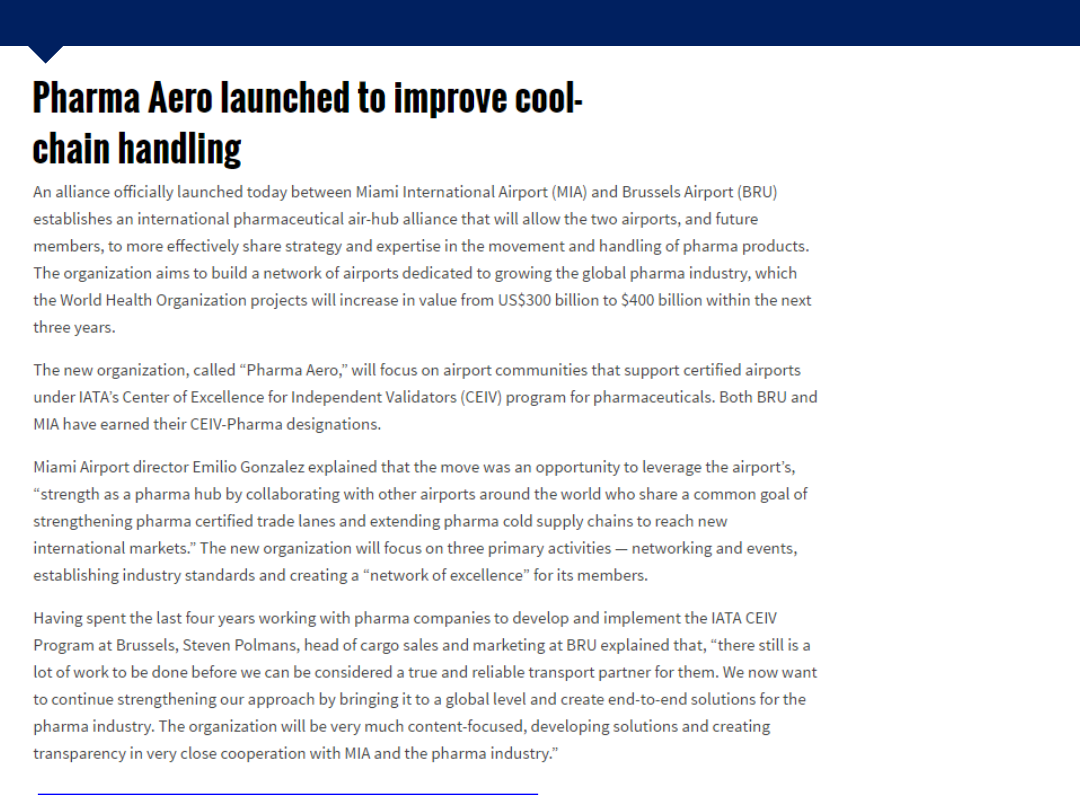 Pharma Aero launched to improve cool-
chain handling
An alliance officially launched today between Miami International Airport (MIA) and Brussels Airport (BRU)
establishes an international pharmaceutical air-hub alliance that will allow the two airports, and future
members, to more effectively share strategy and expertise in the movement and handling of pharma products.
The organization aims to build a network of airports dedicated to growing the global pharma industry, which
the World Health Organization projects will increase in value from US$300 billion to $400 billion within the next
three years.
The new organization, called “Pharma Aero,” will focus on airport communities that support certified airports
under IATA’s Center of Excellence for Independent Validators (CEIV) program for pharmaceuticals. Both BRU and
MIA have earned their CEIV-Pharma designations.
Miami Airport director Emilio Gonzalez explained that the move was an opportunity to leverage the airport’s,
“strength as a pharma hub by collaborating with other airports around the world who share a common goal of
strengthening pharma certified trade lanes and extending pharma cold supply chains to reach new
international markets.” The new organization will focus on three primary activities — networking and events,
establishing industry standards and creating a “network of excellence” for its members.
Having spent the last four years working with pharma companies to develop and implement the IATA CEIV
Program at Brussels, Steven Polmans, head of cargo sales and marketing at BRU explained that, “there still is a
lot of work to be done before we can be considered a true and reliable transport partner for them. We now want
to continue strengthening our approach by bringing it to a global level and create end-to-end solutions for the
pharma industry. The organization will be very much content-focused, developing solutions and creating
transparency in very close cooperation with MIA and the pharma industry.”